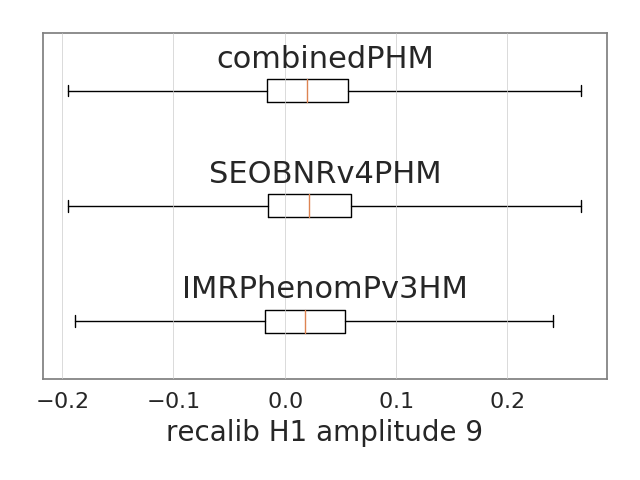 combinedPHM
SEOBNRv4PHM
IMRPhenomPv3HM
−0.2 −0.1 0.0 0.1 0.2
recalib H1 amplitude 9